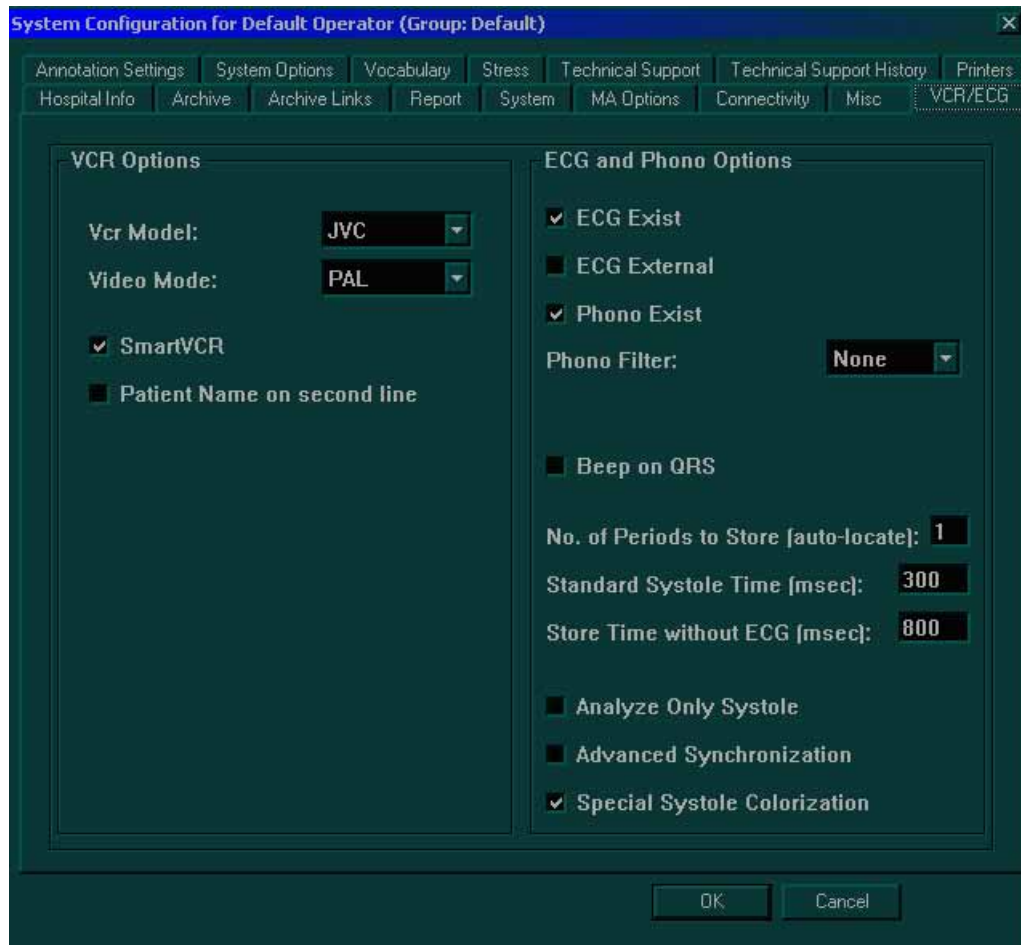 System Configuration for Default Operator (Group: Default)
Annotation Settings System Options Vocabulary Stress Technical Support Technical Support History Printers
Hospital Info Archive Archive Links Report System MA Options Connectivity Misc VCR/ECG
VCR Options
Vcr Model: JVC
Video Mode: PAL
SmartVCR
Patient Name on second line
ECG and Phono Options
ECG Exist
ECG External
Phono Exist
Phono Filter: None
Beep on QRS
No. of Periods to Store (auto-locate): 1
Standard Systole Time (msec): 300
Store Time without ECG (msec): 800
Analyze Only Systole
Advanced Synchronization
Special Systole Colorization
OK Cancel